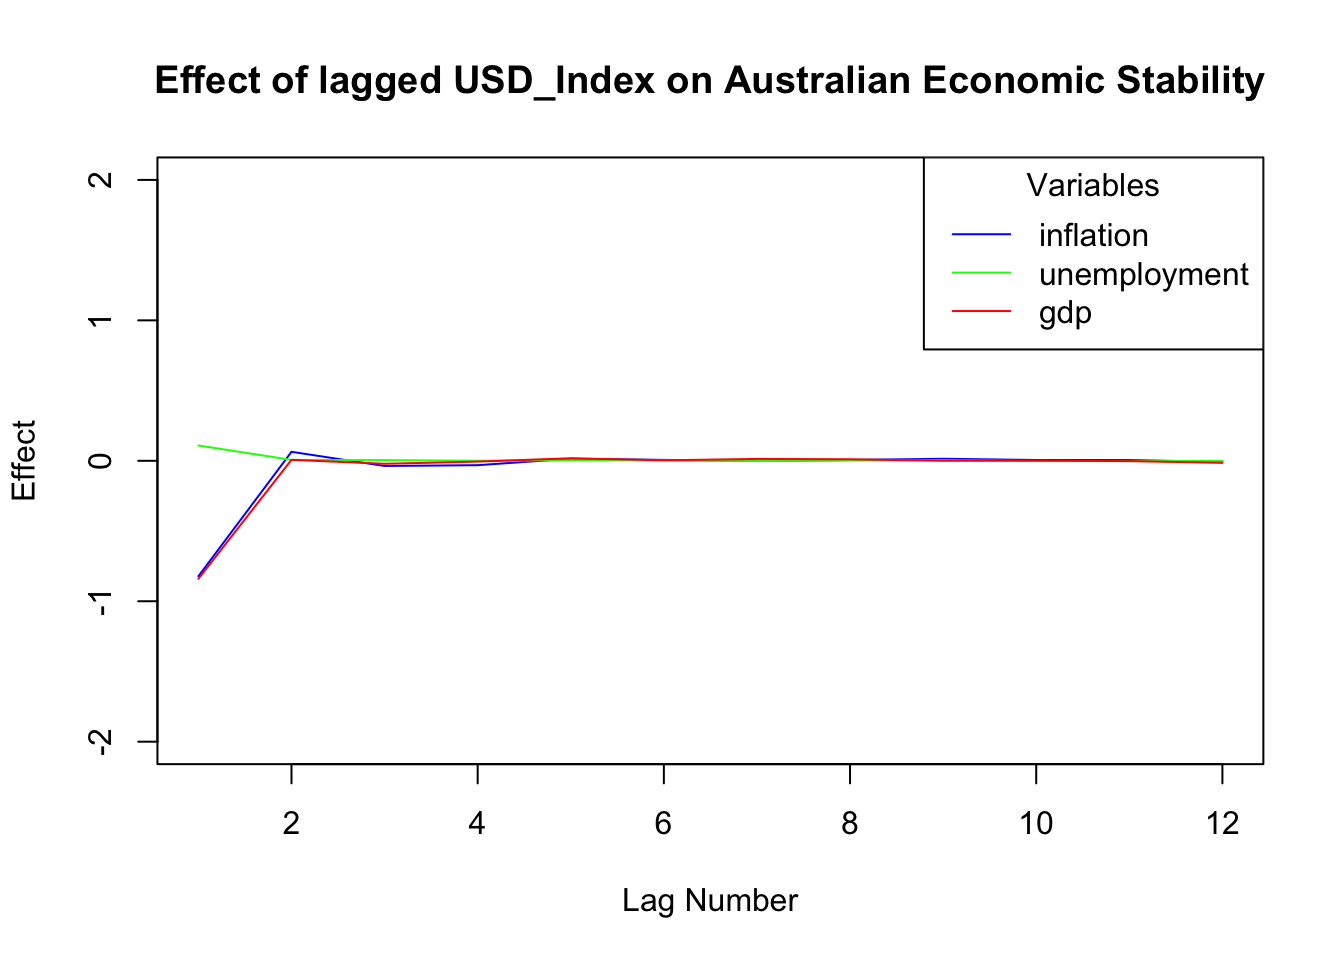 Effect of lagged USD_Index on Australian Economic Stability
Variables
inflation
unemployment
gdp
2
1
0
-1
-2
Effect
2 4 6 8 10 12
Lag Number